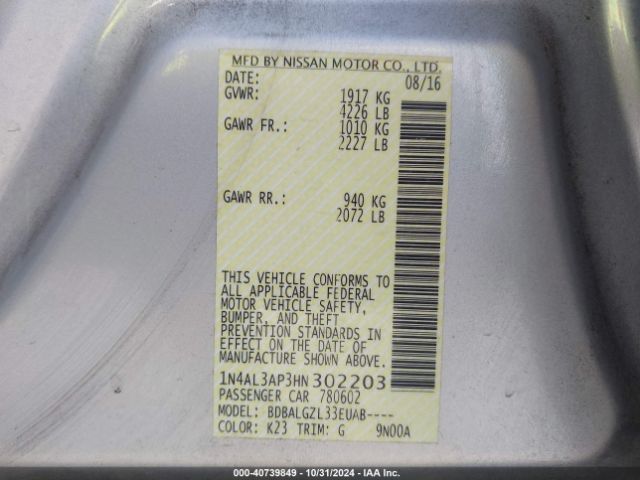 MFD BY NISSAN MOTOR CO., LTD.
DATE: 08/16
GVWR: 1917 KG
4226 LB
GAWR FR.: 1010 KG
2227 LB
GAWR RR.: 940 KG
2072 LB
THIS VEHICLE CONFORMS TO
ALL APPLICABLE FEDERAL
MOTOR VEHICLE SAFETY,
BUMPER, AND THEFT
PREVENTION STANDARDS IN
EFFECT ON THE DATE OF
MANUFACTURE SHOWN ABOVE.
1N4AL3AP3HN302203
PASSENGER CAR 780602
MODEL: BDBALGZL33EUAB----
COLOR: K23 TRIM: G 9N00A
000-40739849 - 10/31/2024 - IAA Inc.